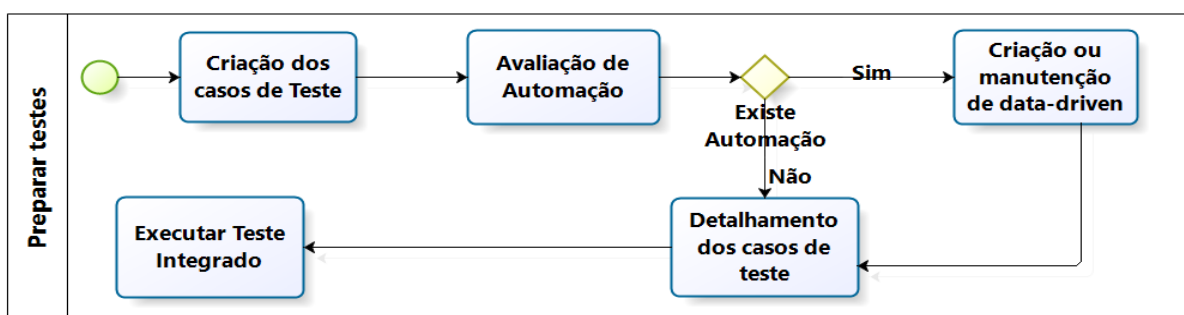 Preparar testes
Criação dos
casos de Teste
Avaliação de
Automação
Existe
Automação
Sim
Criação ou
manutenção
de data-driven
Não
Detalhamento
dos casos de
teste
Executar Teste
Integrado